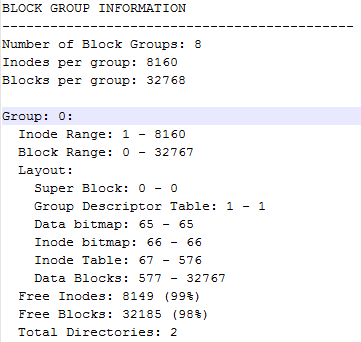 BLOCK GROUP INFORMATION
--------------------------------------------
Number of Block Groups: 8
Inodes per group: 8160
Blocks per group: 32768
Group: 0:
Inode Range: 1 - 8160
Block Range: 0 - 32767
Layout:
Super Block: 0 - 0
Group Descriptor Table: 1 - 1
Data bitmap: 65 - 65
Inode bitmap: 66 - 66
Inode Table: 67 - 576
Data Blocks: 577 - 32767
Free Inodes: 8149 (99%)
Free Blocks: 32185 (98%)
Total Directories: 2